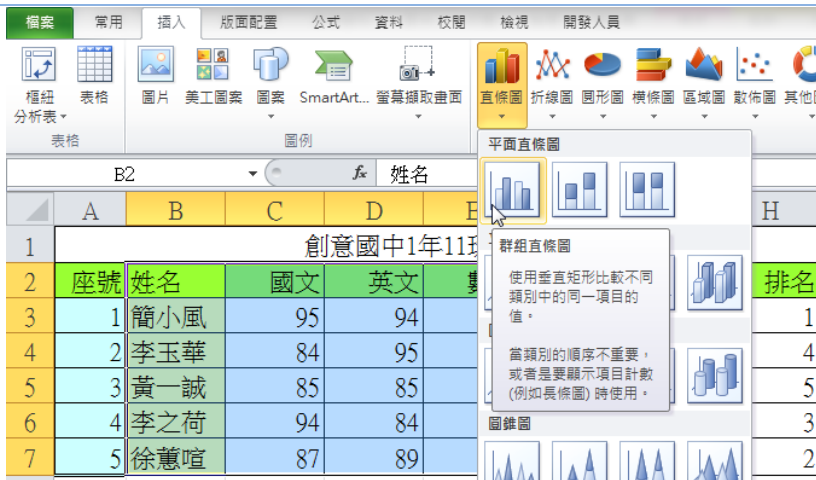 檔案 常用 插入 版面配置 公式 資料 校閱 檢視 開發人員
樞紐 表格 圖片 美工圖案 圖案 SmartArt... 螢幕擷取畫面 直條圖 折線圖 圓形圖 橫條圖 區域圖 散佈圖 其他
分析表
表格 圖例
平面直條圖
B2 fx 姓名
A B C D E H
1 創意國中1年11班
群組直條圖
2 座號 姓名 國文 英文 數 排名
使用垂直矩形比較不同
類別中的同一項目的
值。
3 1 簡小風 95 94 1
4 2 李玉華 84 95 4
當類別的順序不重要，
或者是要顯示項目計數
(例如長條圖) 時使用。
5 3 黃一誠 85 85 5
6 4 李之荷 94 84 3
圓錐圖
7 5 徐蕙喧 87 89 2